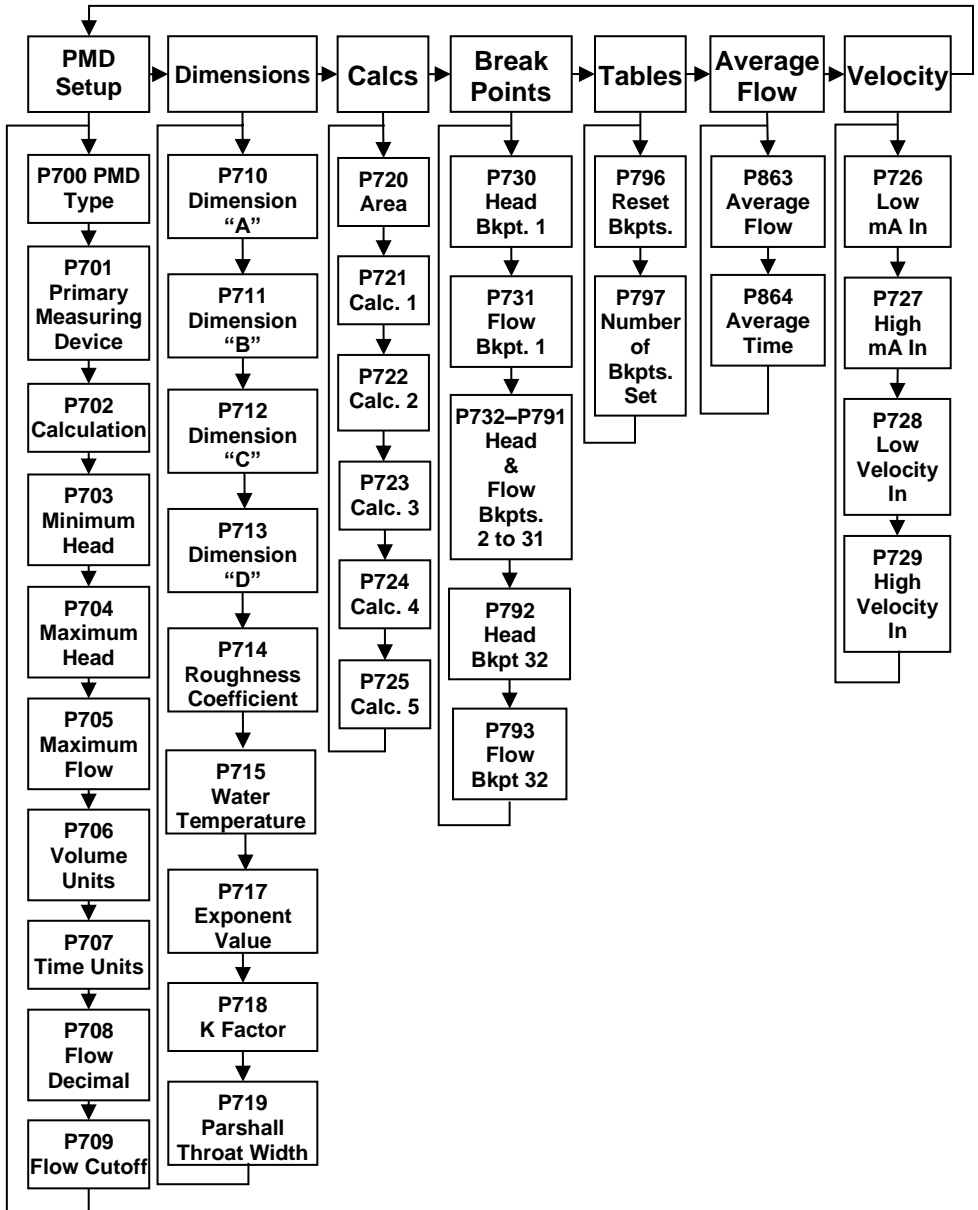 PMD
Setup
Dimensions
Calcs
Break
Points
Tables
Average
Flow
Velocity
P700 PMD
Type
P701
Primary
Measuring
Device
P702
Calculation
P703
Minimum
Head
P704
Maximum
Head
P705
Maximum
Flow
P706
Volume
Units
P707
Time Units
P708
Flow
Decimal
P709
Flow Cutoff
P710
Dimension
“A”
P711
Dimension
“B”
P712
Dimension
“C”
P713
Dimension
“D”
P714
Roughness
Coefficient
P715
Water
Temperature
P717
Exponent
Value
P718
K Factor
P719
Parshall
Throat Width
P720
Area
P721
Calc. 1
P722
Calc. 2
P723
Calc. 3
P724
Calc. 4
P725
Calc. 5
P730
Head
Bkpt. 1
P731
Flow
Bkpt. 1
P732–P791
Head
&
Flow
Bkpts.
2 to 31
P792
Head
Bkpt 32
P793
Flow
Bkpt 32
P796
Reset
Bkpts.
P797
Number
of
Bkpts.
Set
P863
Average
Flow
P864
Average
Time
P726
Low
mA In
P727
High
mA In
P728
Low
Velocity
In
P729
High
Velocity
In